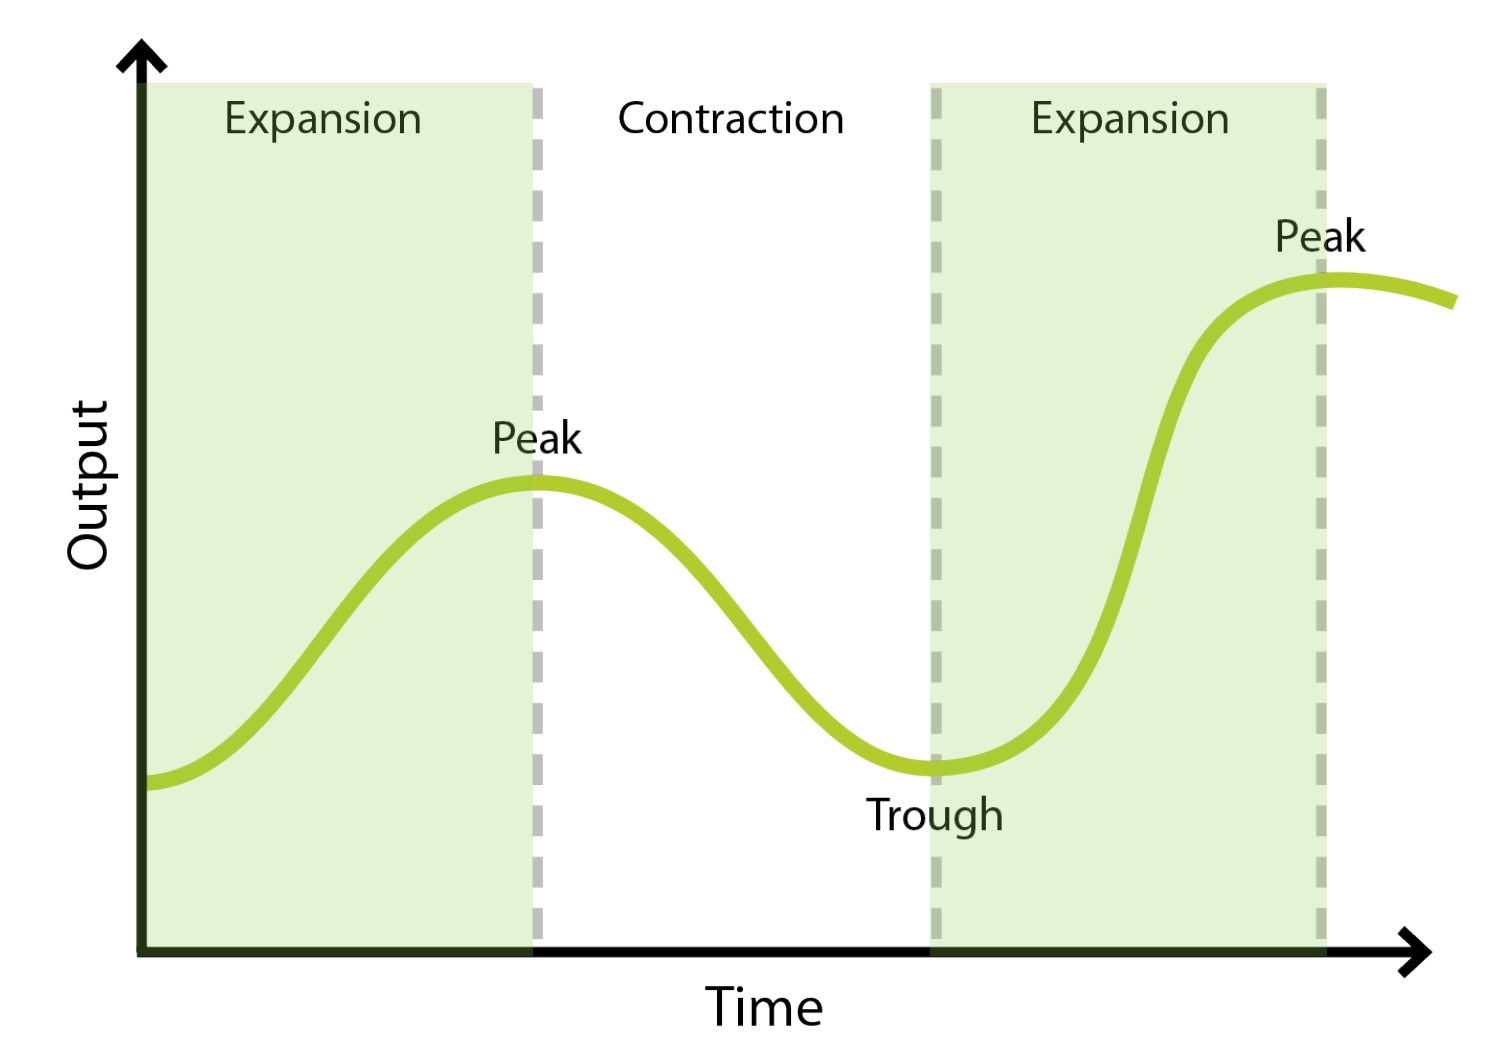 Expansion
Contraction
Expansion
Peak
Peak
Output
Trough
Time